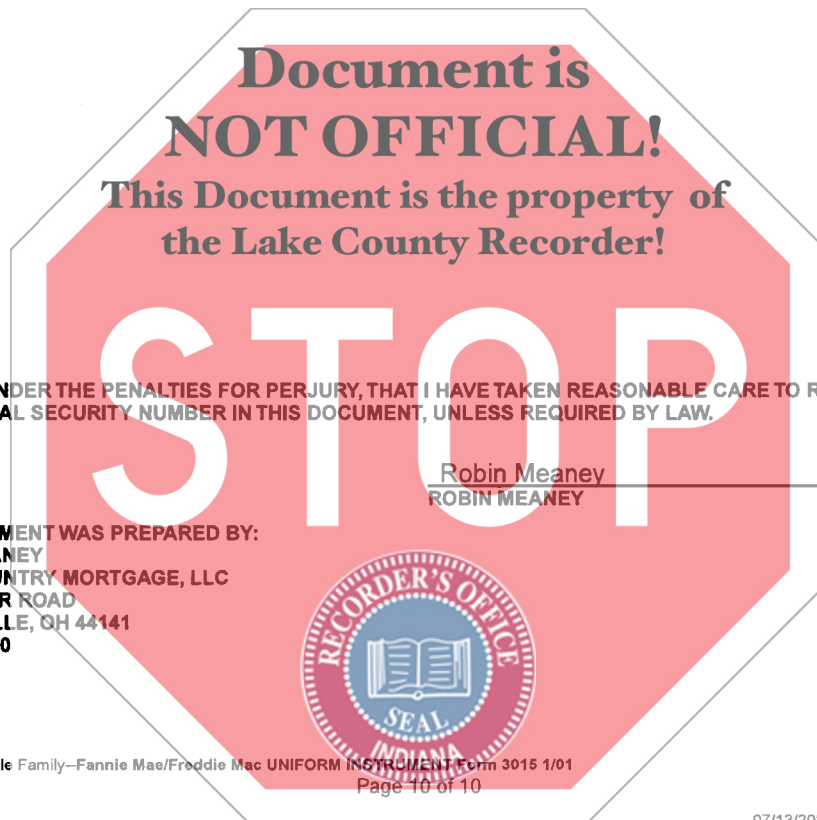 Document is
NOT OFFICIAL!
This Document is the property of
the Lake County Recorder!
STOP
NDER THE PENALTIES FOR PERJURY, THAT I HAVE TAKEN REASONABLE CARE TO R
AL SECURITY NUMBER IN THIS DOCUMENT, UNLESS REQUIRED BY LAW.
Robin Meaney
ROBIN MEANEY
MENT WAS PREPARED BY:
NEY
NTRY MORTGAGE, LLC
R ROAD
LLE, OH 44141
0
RECORDER'S OFFICE
SEAL
INDIANA
le Family--Fannie Mae/Freddie Mac UNIFORM INSTRUMENT Form 3015 1/01
Page 10 of 10